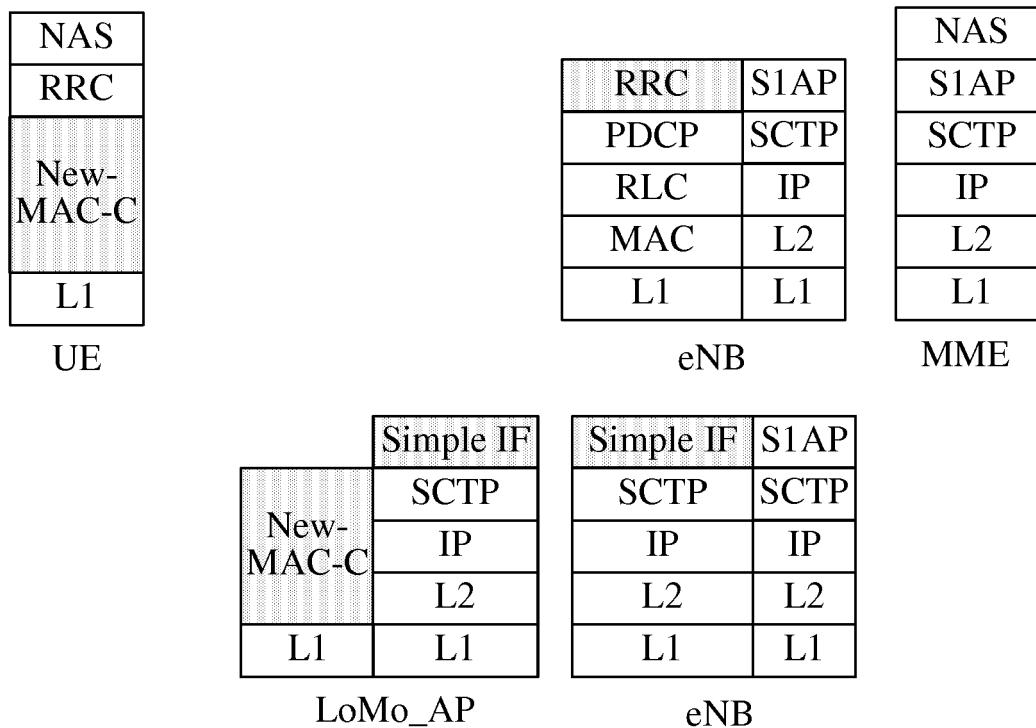 NAS
RRC
New-
MAC-C
L1
UE
RRC
S1AP
PDCP
SCTP
RLC
IP
MAC
L2
L1
L1
eNB
NAS
S1AP
SCTP
IP
L2
L1
MME
Simple IF
New-
MAC-C
SCTP
IP
L2
L1
L1
LoMo_AP
Simple IF
S1AP
SCTP
SCTP
IP
IP
L2
L2
L1
L1
eNB